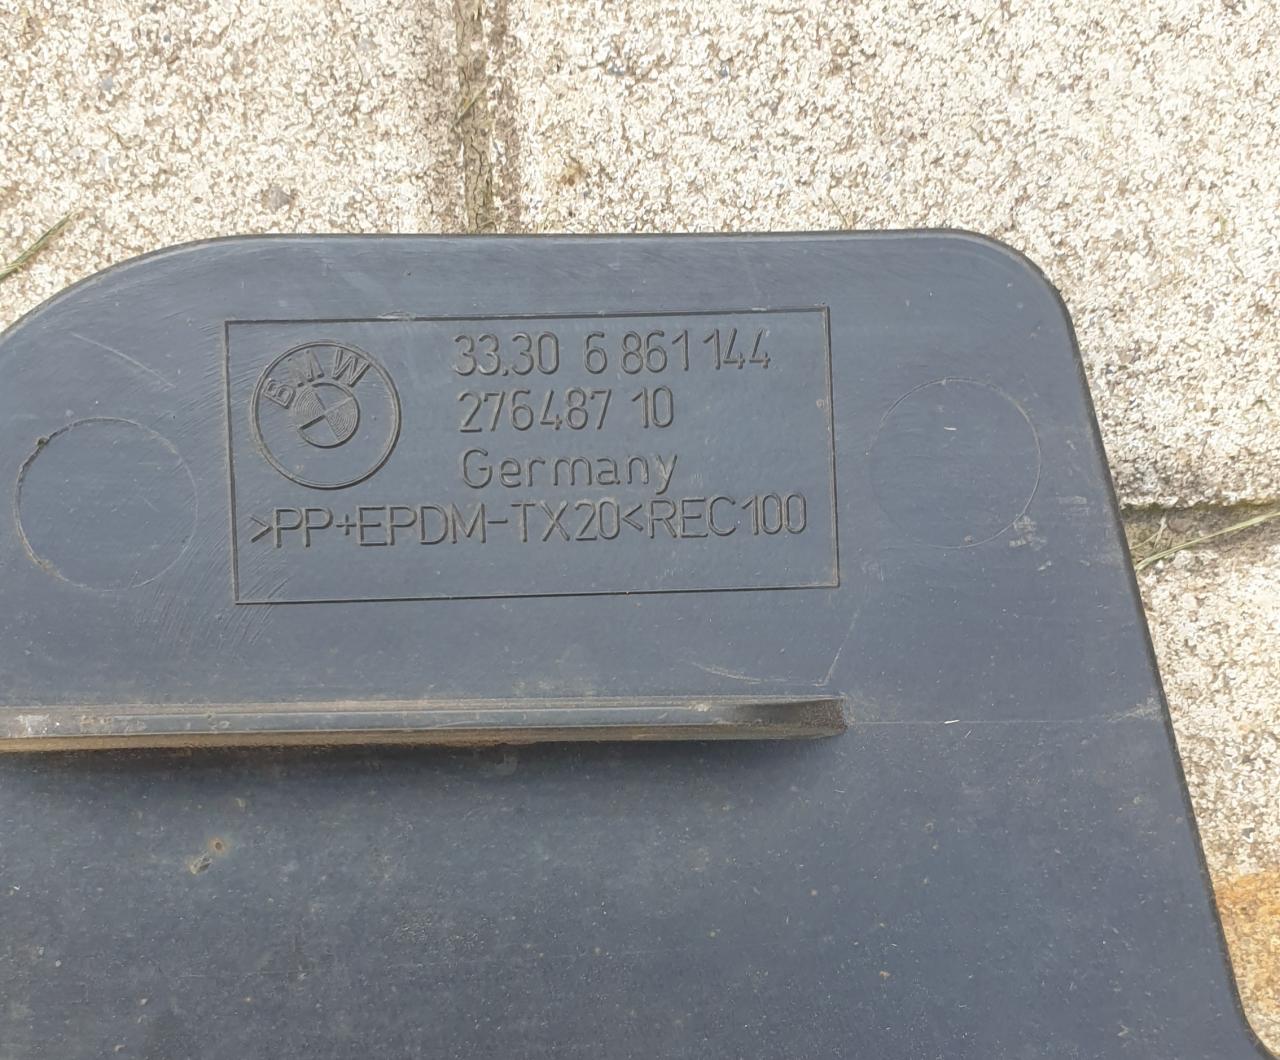 BMW
33.30 6 861 144
276487 10
Germany
>PP+EPDM-TX20<REC100